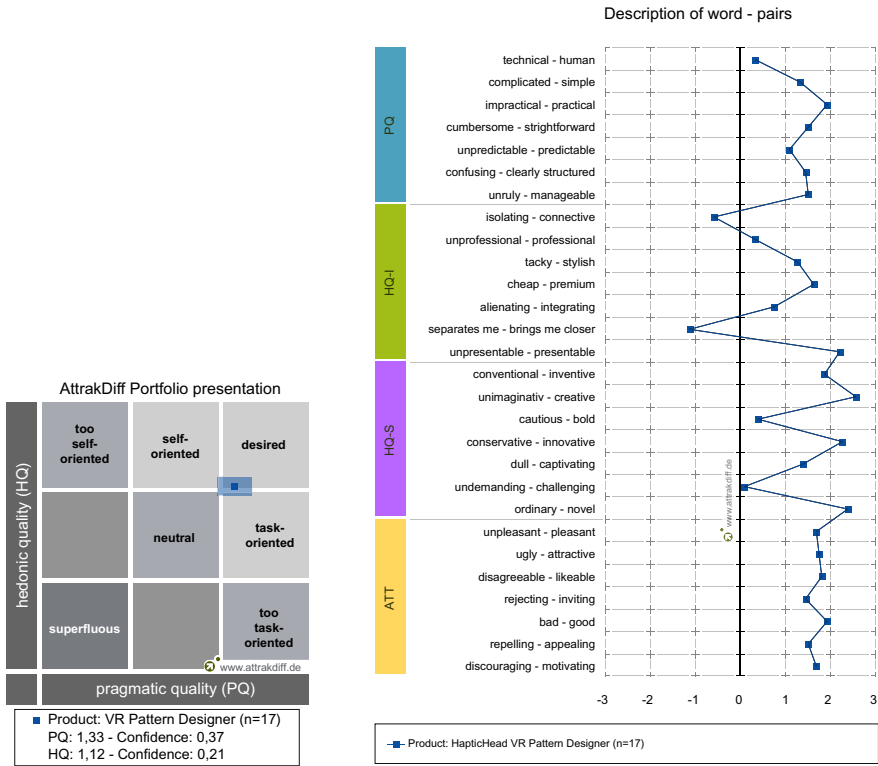 Description of word - pairs
PQ
technical - human
complicated - simple
impractical - practical
cumbersome - strightforward
unpredictable - predictable
confusing - clearly structured
unruly - manageable
HQ-I
isolating - connective
unprofessional - professional
tacky - stylish
cheap - premium
alienating - integrating
separates me - brings me closer
unpresentable - presentable
HQ-S
conventional - inventive
unimaginativ - creative
cautious - bold
conservative - innovative
dull - captivating
undemanding - challenging
ordinary - novel
ATT
unpleasant - pleasant
ugly - attractive
disagreeable - likeable
rejecting - inviting
bad - good
repelling - appealing
discouraging - motivating
www.attrakdiff.de
-3 -2 -1 0 1 2 3
Product: HapticHead VR Pattern Designer (n=17)
AttrakDiff Portfolio presentation
hedonic quality (HQ)
too
self-
oriented
self-
oriented
desired
neutral
task-
oriented
superfluous
too
task-
oriented
www.attrakdiff.de
pragmatic quality (PQ)
Product: VR Pattern Designer (n=17)
PQ: 1,33 - Confidence: 0,37
HQ: 1,12 - Confidence: 0,21